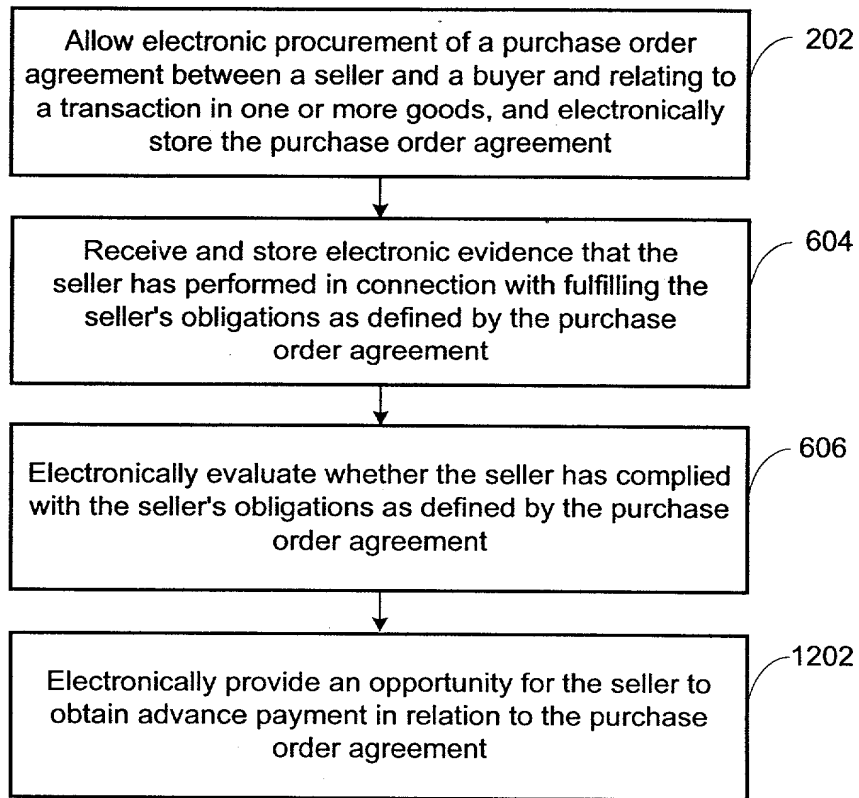 Allow electronic procurement of a purchase order
agreement between a seller and a buyer and relating to
a transaction in one or more goods, and electronically
store the purchase order agreement
202
Receive and store electronic evidence that the
seller has performed in connection with fulfilling the
seller's obligations as defined by the purchase
order agreement
604
Electronically evaluate whether the seller has complied
with the seller's obligations as defined by the purchase
order agreement
606
Electronically provide an opportunity for the seller to
obtain advance payment in relation to the purchase
order agreement
1202